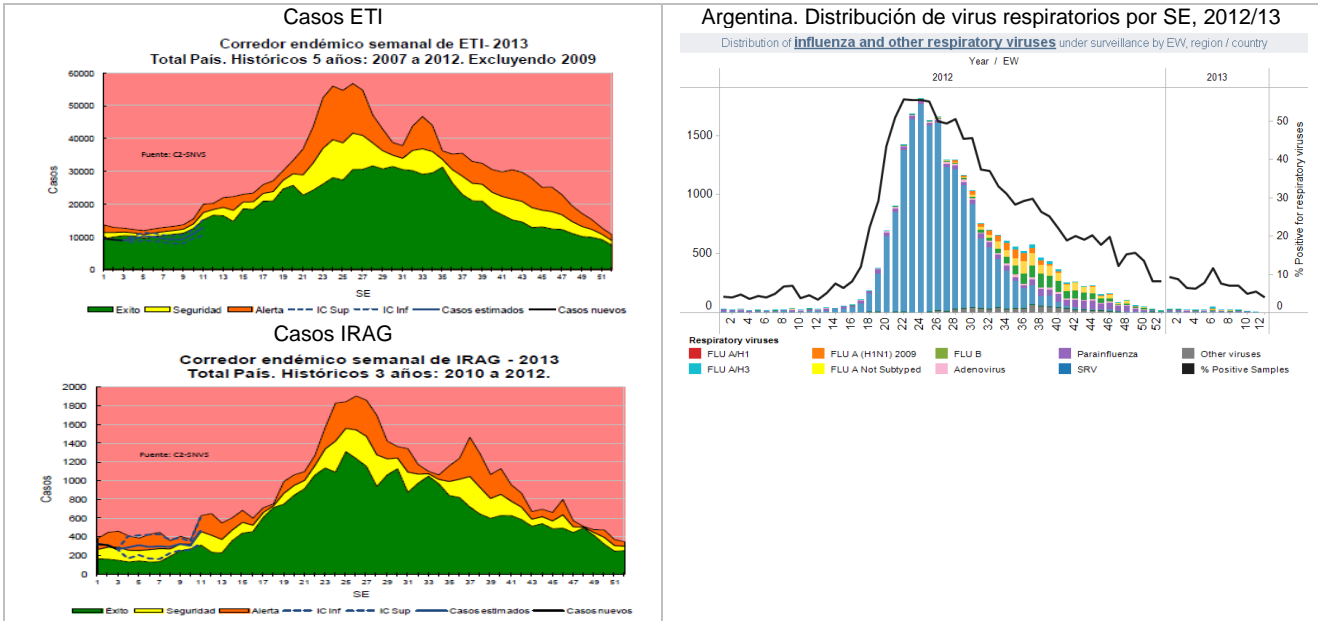 Casos ETI
Corredor endémico semanal de ETI- 2013
Total País. Históricos 5 años: 2007 a 2012. Excluyendo 2009
60000
50000
40000
30000
20000
10000
0
Casos
Fuente: C2-SNVS
1 3 5 7 9 11 13 15 17 19 21 23 25 27 29 31 33 35 37 39 41 43 45 47 49 51
SE
Exito Seguridad Alerta IC Sup IC Inf Casos estimados Casos nuevos
Casos IRAG
Corredor endémico semanal de IRAG - 2013
Total País. Históricos 3 años: 2010 a 2012.
2000
1800
1600
1400
1200
1000
800
600
400
200
0
Casos
Fuente: C2-SNVS
1 3 5 7 9 11 13 15 17 19 21 23 25 27 29 31 33 35 37 39 41 43 45 47 49 51
SE
Éxito Seguridad Alerta IC Inf IC Sup Casos estimados Casos nuevos
Argentina. Distribución de virus respiratorios por SE, 2012/13
Distribution of influenza and other respiratory viruses under surveillance by EW, region / country
Year / EW
2012 2013
1500
1000
500
0
50
40
30
20
10
0
% Positive for respiratory viruses
2 4 6 8 10 12 14 16 18 20 22 24 26 28 30 32 34 36 38 40 42 44 46 48 50 52 2 4 6 8 10 12
Respiratory viruses
FLU A/H1 FLU A (H1N1) 2009 FLU B Parainfluenza Other viruses
FLU A/H3 FLU A Not Subtyped Adenovirus SRV % Positive Samples